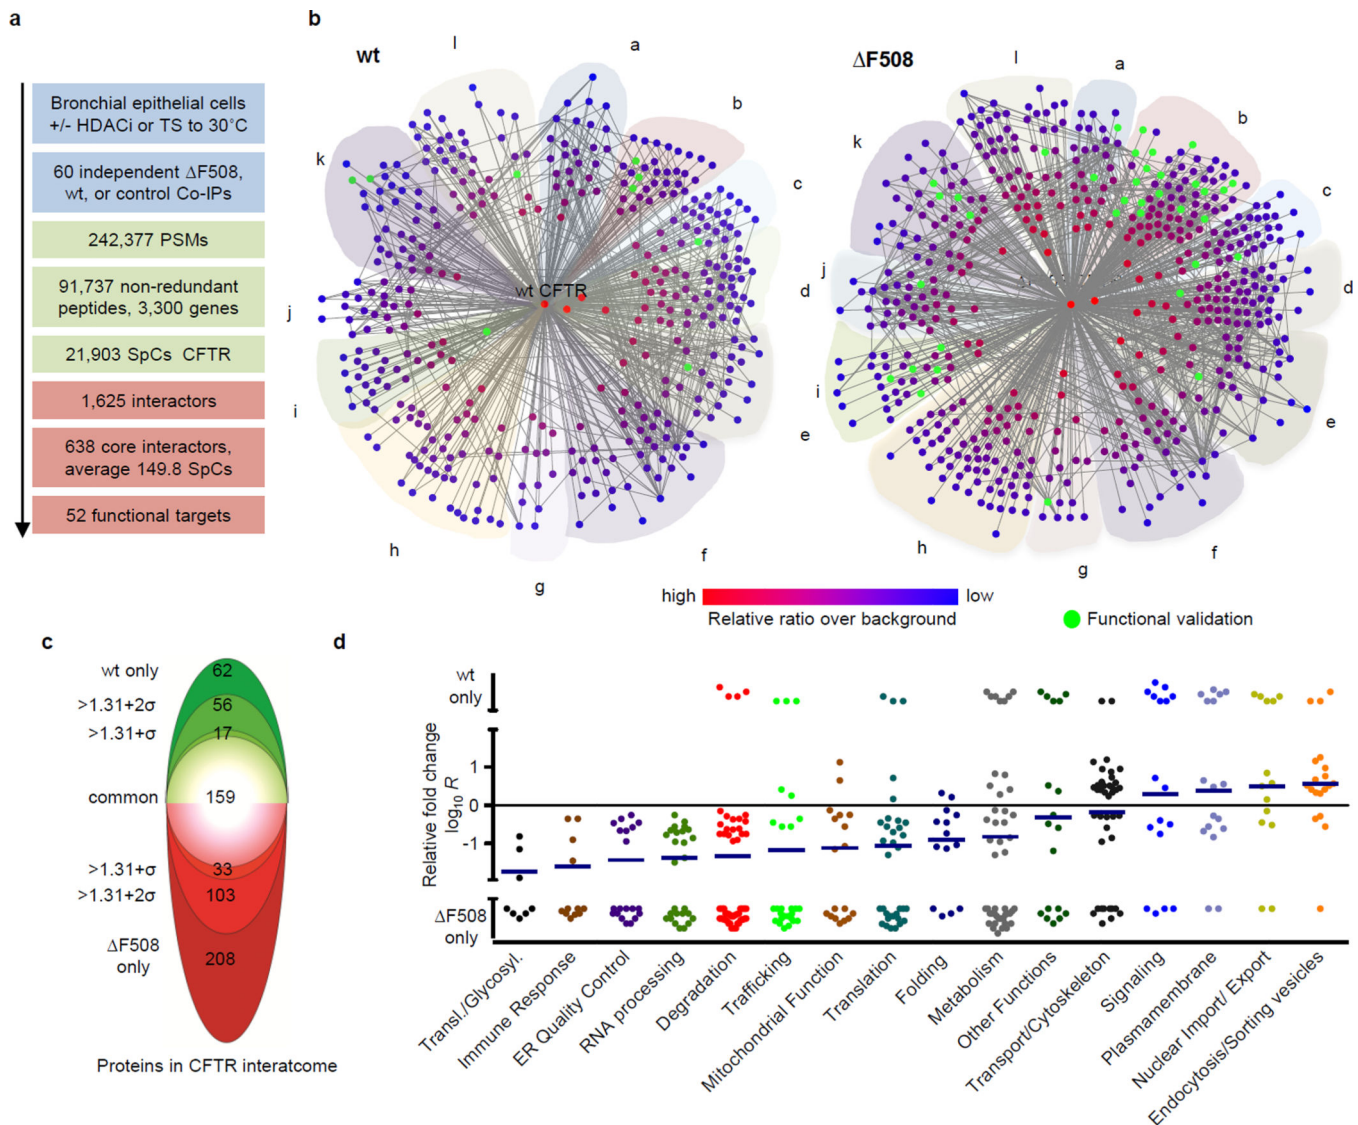 a
Bronchial epithelial cells
+/- HDACi or TS to 30°C
60 independent ΔF508,
wt, or control Co-IPs
242,377 PSMs
91,737 non-redundant
peptides, 3,300 genes
21,903 SpCs CFTR
1,625 interactors
638 core interactors,
average 149.8 SpCs
52 functional targets
b
wt
l
a
b
k
j
i
h
g
f
wt CFTR
ΔF508
l
a
b
k
c
c
j
d
d
i
e
e
h
g
f
high
low
Relative ratio over background
Functional validation
c
wt only
62
>1.31+2σ
56
>1.31+σ
17
common
159
>1.31+σ
33
>1.31+2σ
103
ΔF508
only
208
Proteins in CFTR interatcome
d
wt
only
Relative fold change
log10 R
1
0
-1
ΔF508
only
Transl./Glycosyl.
Immune Response
ER Quality Control
RNA processing
Degradation
Trafficking
Mitochondrial Function
Translation
Folding
Metabolism
Other Functions
Transport/Cytoskeleton
Signaling
Plasmamembrane
Nuclear Import/ Export
Endocytosis/Sorting vesicles